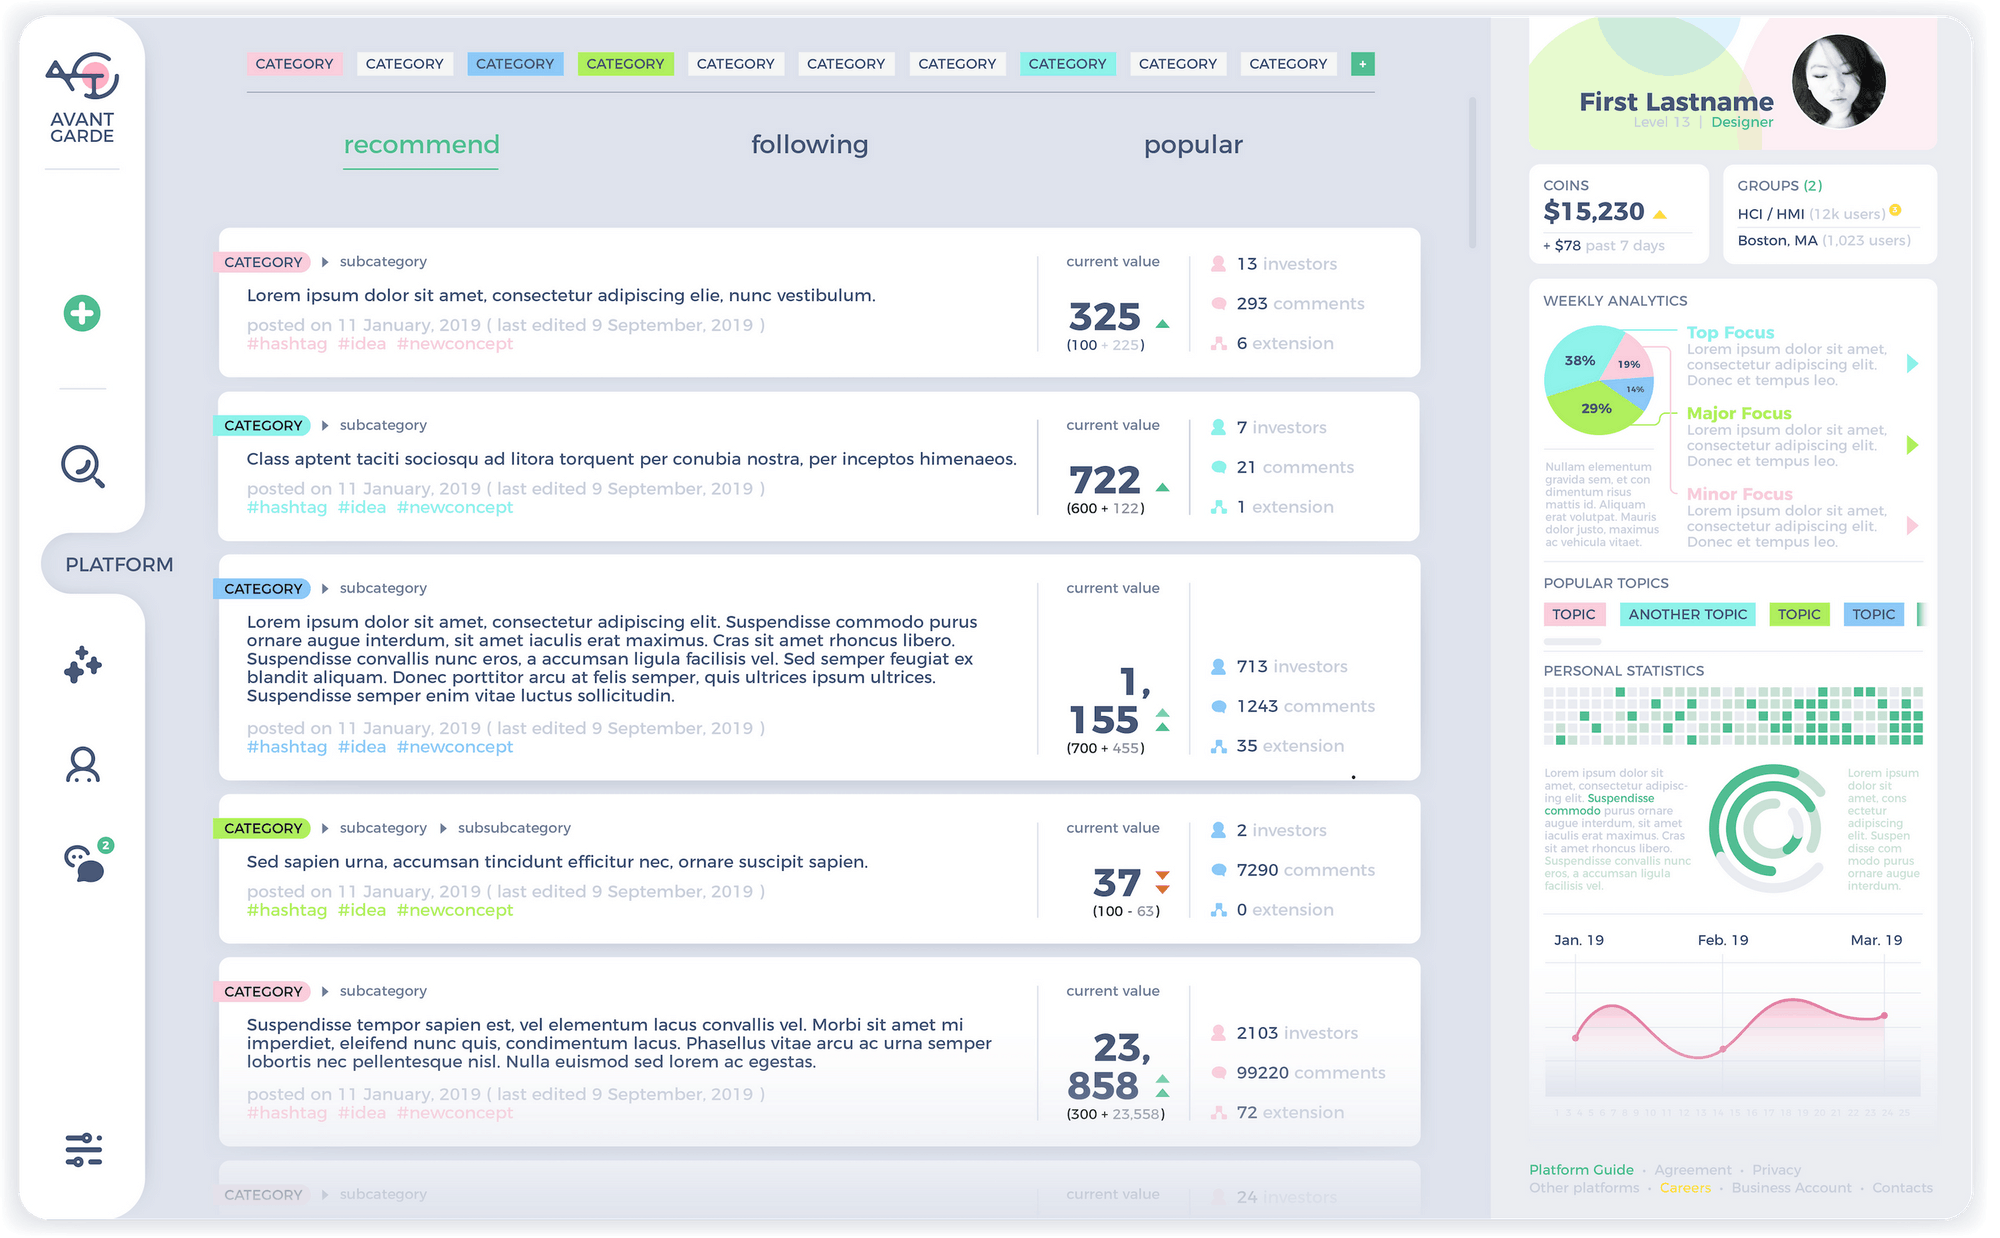 AVANT
GARDE
PLATFORM
2
CATEGORY CATEGORY CATEGORY CATEGORY CATEGORY CATEGORY CATEGORY CATEGORY CATEGORY CATEGORY +
recommend following popular
CATEGORY subcategory
Lorem ipsum dolor sit amet, consectetur adipiscing elie, nunc vestibulum.
posted on 11 January, 2019 ( last edited 9 September, 2019 )
#hashtag #idea #newconcept
current value
325
(100 + 225)
13 investors
293 comments
6 extension
CATEGORY subcategory
Class aptent taciti sociosqu ad litora torquent per conubia nostra, per inceptos himenaeos.
posted on 11 January, 2019 ( last edited 9 September, 2019 )
#hashtag #idea #newconcept
current value
722
(600 + 122)
7 investors
21 comments
1 extension
CATEGORY subcategory
Lorem ipsum dolor sit amet, consectetur adipiscing elit. Suspendisse commodo purus
ornare augue interdum, sit amet iaculis erat maximus. Cras sit amet rhoncus libero.
Suspendisse convallis nunc eros, a accumsan ligula facilisis vel. Sed semper feugiat ex
blandit aliquam. Donec porttitor arcu at felis semper, quis ultrices ipsum ultrices.
Suspendisse semper enim vitae luctus sollicitudin.
posted on 11 January, 2019 ( last edited 9 September, 2019 )
#hashtag #idea #newconcept
current value
1,
155
(700 + 455)
713 investors
1243 comments
35 extension
CATEGORY subcategory subsubcategory
Sed sapien urna, accumsan tincidunt efficitur nec, ornare suscipit sapien.
posted on 11 January, 2019 ( last edited 9 September, 2019 )
#hashtag #idea #newconcept
current value
37
(100 - 63)
2 investors
7290 comments
0 extension
CATEGORY subcategory
Suspendisse tempor sapien est, vel elementum lacus convallis vel. Morbi sit amet mi
imperdiet, eleifend nunc quis, condimentum lacus. Phasellus vitae arcu ac urna semper
lobortis nec pellentesque nisl. Nulla euismod sed lorem ac egestas.
posted on 11 January, 2019 ( last edited 9 September, 2019 )
#hashtag #idea #newconcept
current value
23,
858
(300 + 23,558)
2103 investors
99220 comments
72 extension
CATEGORY subcategory
current value
24 investors
First Lastname
Level 13 | Designer
COINS
$15,230
+ $78 past 7 days
GROUPS (2)
HCI / HMI (12k users)
Boston, MA (1,023 users)
WEEKLY ANALYTICS
38%
19%
14%
29%
Nullam elementum
gravida sem, et con
dimentum risus
mattis id. Aliquam
erat volutpat. Mauris
dolor justo, maximus
ac vehicula vitaet.
Top Focus
Lorem ipsum dolor sit amet,
consectetur adipiscing elit.
Donec et tempus leo.
Major Focus
Lorem ipsum dolor sit amet,
consectetur adipiscing elit.
Donec et tempus leo,
Minor Focus
Lorem ipsum dolor sit amet,
consectetur adipiscing elit.
Donec et tempus leo.
POPULAR TOPICS
TOPIC ANOTHER TOPIC TOPIC TOPIC
PERSONAL STATISTICS
Lorem ipsum dolor sit
amet, consectetur adipisc-
ing elit. Suspendisse
commodo purus ornare
augue interdum, sit amet
iaculis erat maximus. Cras
sit amet rhoncus libero.
Suspendisse convallis nunc
eros, a accumsan ligula
facilisis vel.
Lorem ipsum
dolor sit
amet, cons
ectetur
adipiscing
elit. Suspen
disse com
modo purus
ornare augue
interdum.
Jan. 19 Feb. 19 Mar. 19
Platform Guide • Agreement • Privacy
Other platforms • Careers • Business Account • Contacts